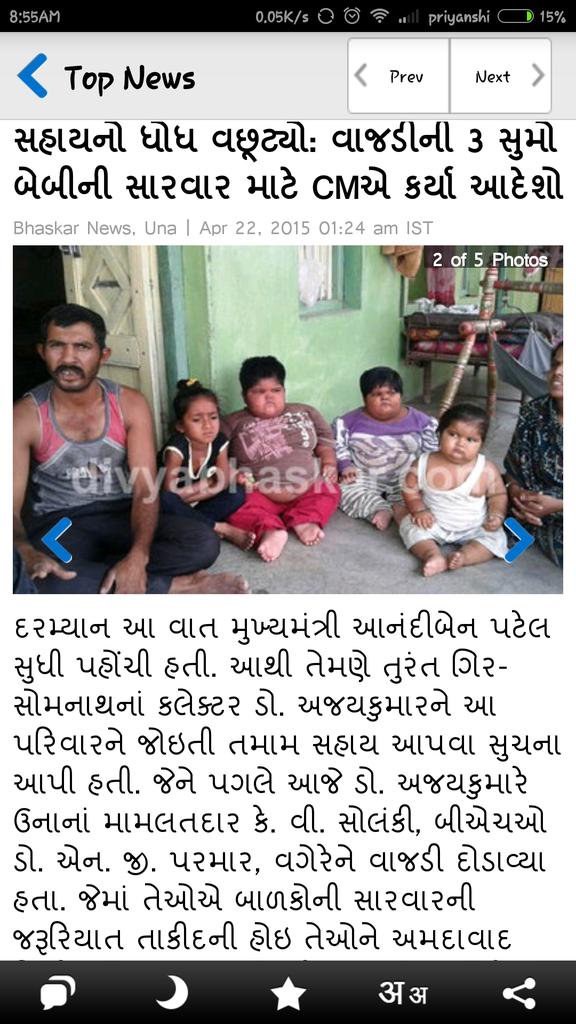 8:55AM 0.05K/s priyanshi 15%
Top News Prev Next
સહાયનો ધોધ વછૂટ્યો: વાજડીની 3 સુમો
બેબીની સારવાર માટે CMએ કર્યા આદેશો
Bhaskar News, Una | Apr 22, 2015 01:24 am IST
2 of 5 Photos
divyabhaskar.com
દરમ્યાન આ વાત મુખ્યમંત્રી આનંદીબેન પટેલ
સુધી પહોંચી હતી. આથી તેમણે તુરંત ગિર-
સોમનાથનાં કલેક્ટર ડો. અજયકુમારને આ
પરિવારને જોઇતી તમામ સહાય આપવા સુચના
આપી હતી. જેને પગલે આજે ડો. અજયકુમારે
ઉનાનાં મામલતદાર કે. વી. સોલંકી, બીએચઓ
ડો. એન. જી. પરમાર, વગેરેને વાજડી દોડાવ્યા
હતા. જેમાં તેઓએ બાળકોની સારવારની
જરૂરિયાત તાકીદની હોઇ તેઓને અમદાવાદ
अ अ